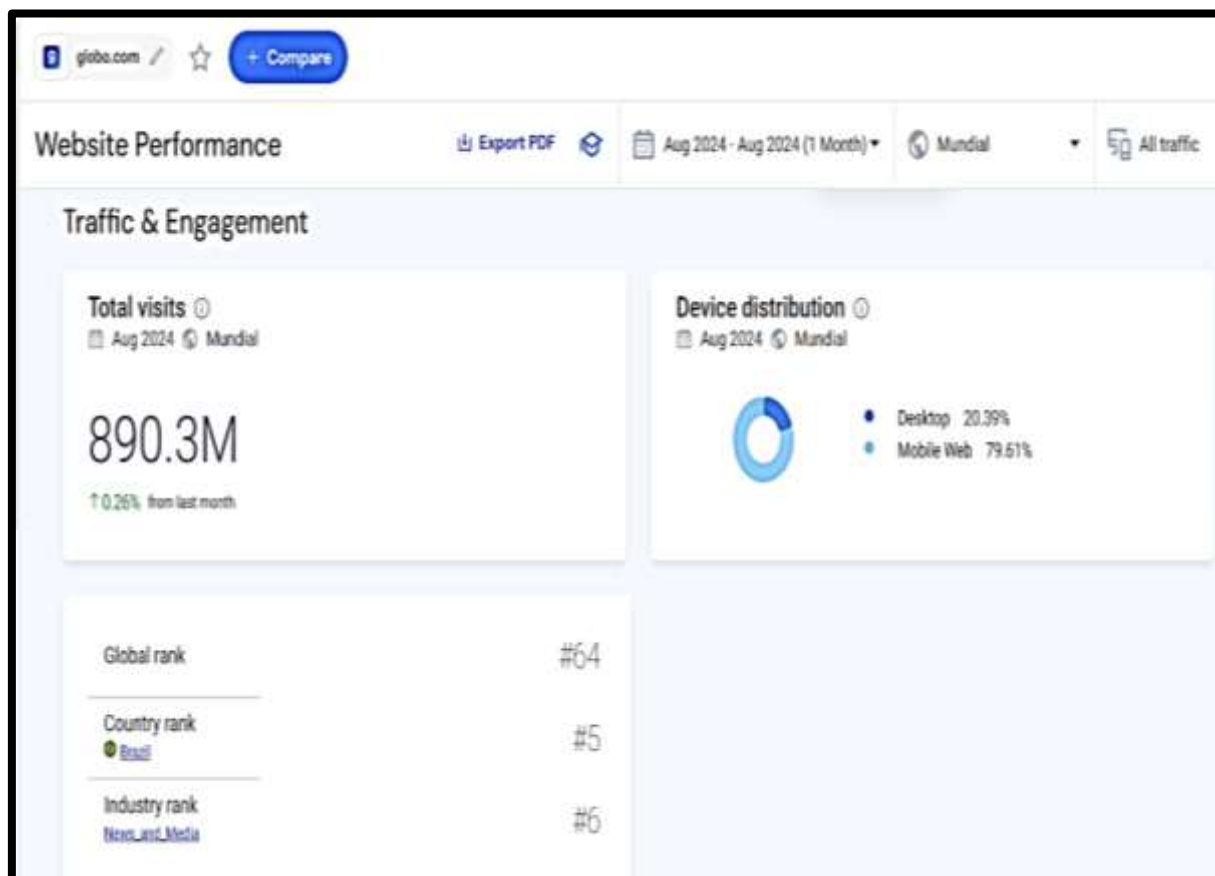 globo.com
+ Compare
Website Performance
Export PDF
Aug 2024 - Aug 2024 (1 Month)
Mundial
All traffic
Traffic & Engagement
Total visits
Aug 2024 Mundial
890.3M
↑ 0.26% from last month
Device distribution
Aug 2024 Mundial
Desktop 20.39%
Mobile Web 79.61%
Global rank
#64
Country rank
Brazil
#5
Industry rank
News_and_Media
#6